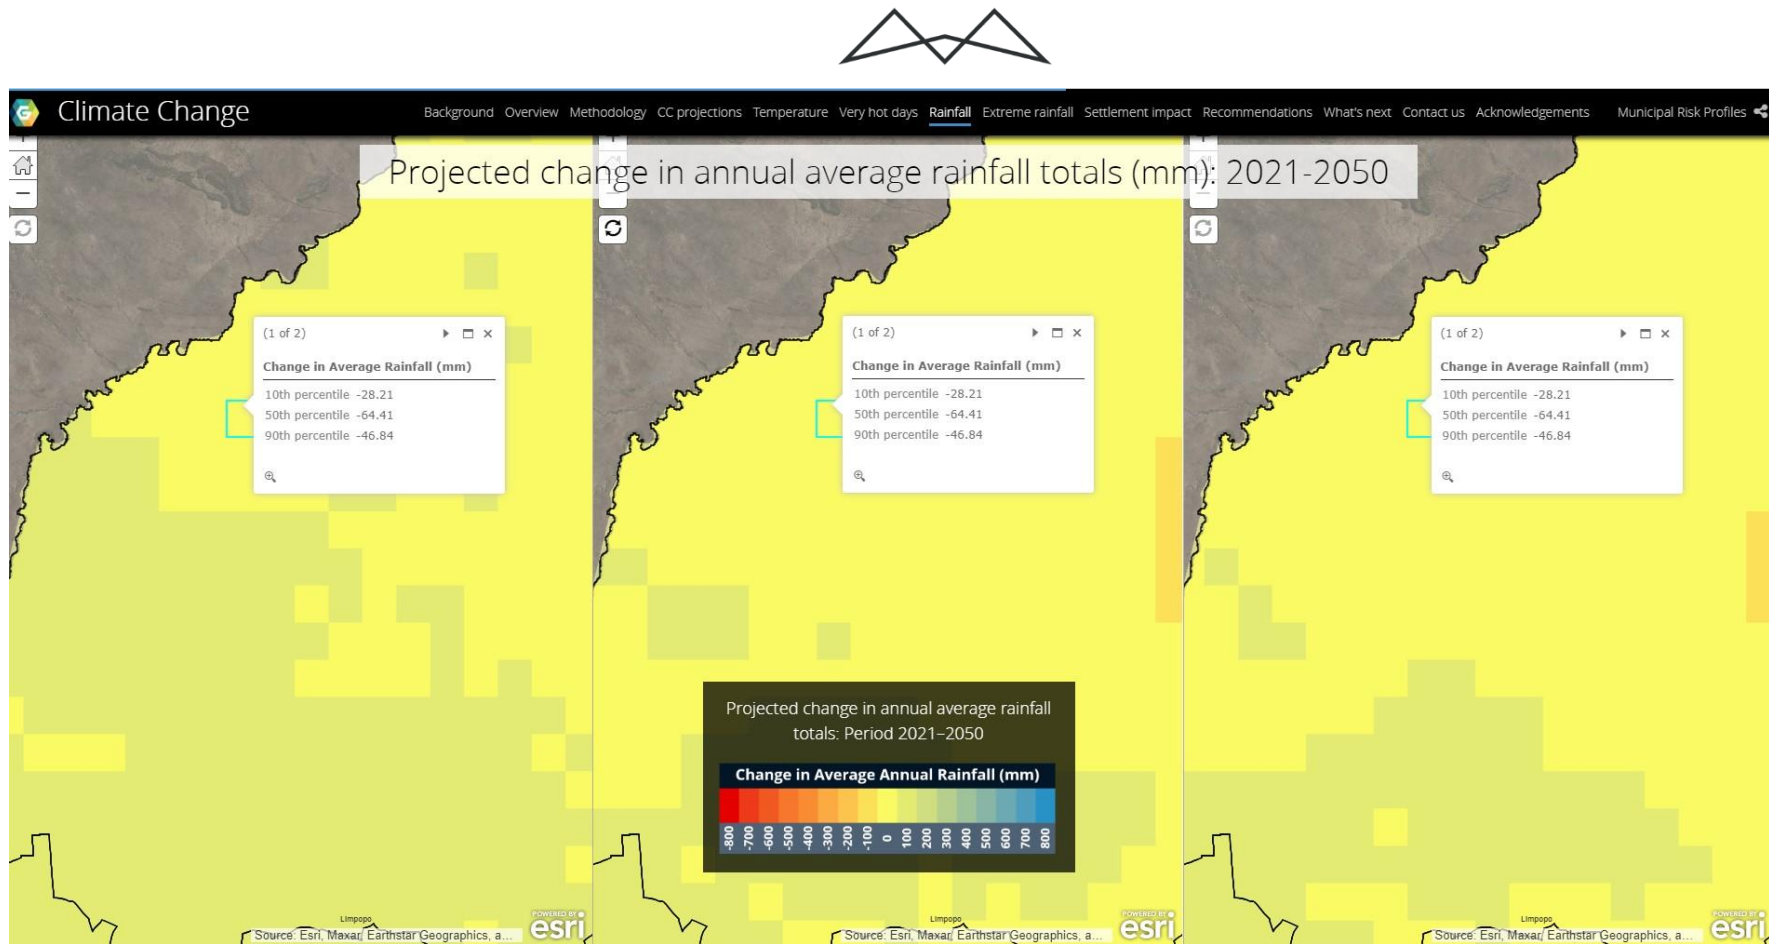 Climate Change
Background Overview Methodology CC projections Temperature Very hot days Rainfall Extreme rainfall Settlement impact Recommendations What's next Contact us Acknowledgements Municipal Risk Profiles
Projected change in annual average rainfall totals (mm): 2021-2050
(1 of 2)
Change in Average Rainfall (mm)
10th percentile -28.21
50th percentile -64.41
90th percentile -46.84
(1 of 2)
Change in Average Rainfall (mm)
10th percentile -28.21
50th percentile -64.41
90th percentile -46.84
(1 of 2)
Change in Average Rainfall (mm)
10th percentile -28.21
50th percentile -64.41
90th percentile -46.84
Projected change in annual average rainfall
totals: Period 2021–2050
Change in Average Annual Rainfall (mm)
-800 -700 -600 -500 -400 -300 -200 -100 0 100 200 300 400 500 600 700 800
Limpopo
Source: Esri, Maxar, Earthstar Geographics, a...
POWERED BY
esri
Limpopo
Source: Esri, Maxar, Earthstar Geographics, a...
POWERED BY
esri
Limpopo
Source: Esri, Maxar, Earthstar Geographics, a...
POWERED BY
esri